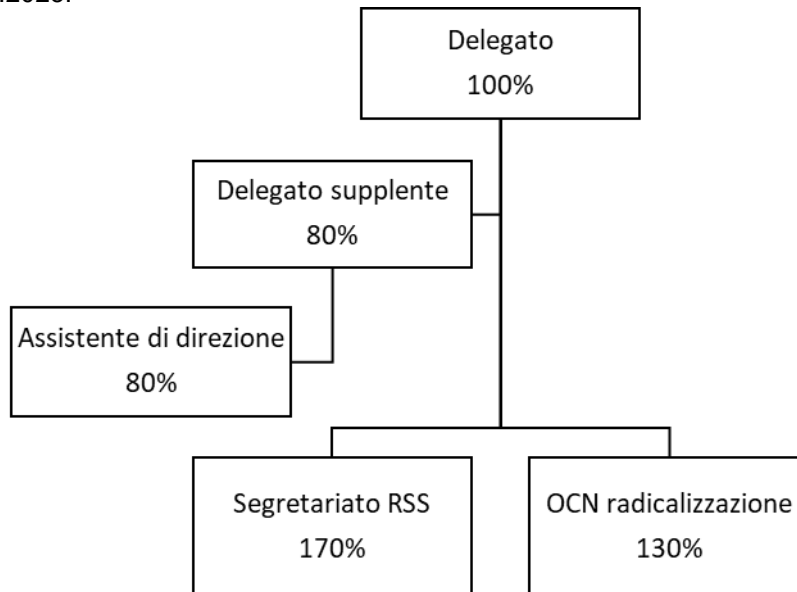 Delegato
100%
Delegato supplente
80%
Assistente di direzione
80%
Segretariato RSS
170%
OCN radicalizzazione
130%